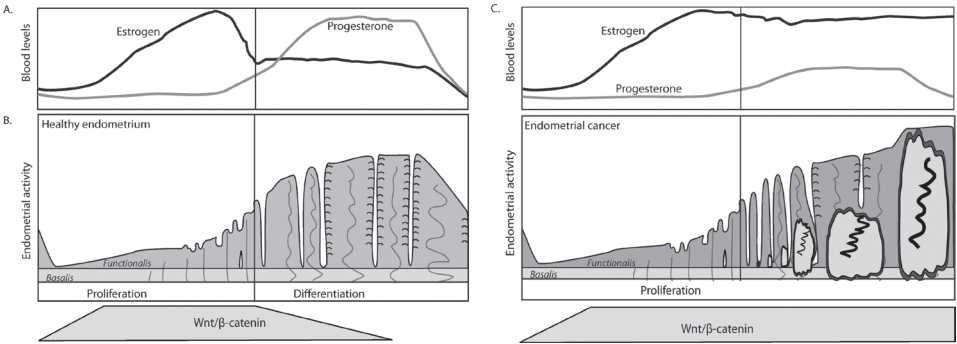 A.
Blood levels
Estrogen
Progesterone
B.
Healthy endometrium
Endometrial activity
Functionalis
Basalis
Proliferation
Differentiation
Wnt/β-catenin
C.
Blood levels
Estrogen
Progesterone
Endometrial cancer
Endometrial activity
Functionalis
Basalis
Proliferation
Wnt/β-catenin